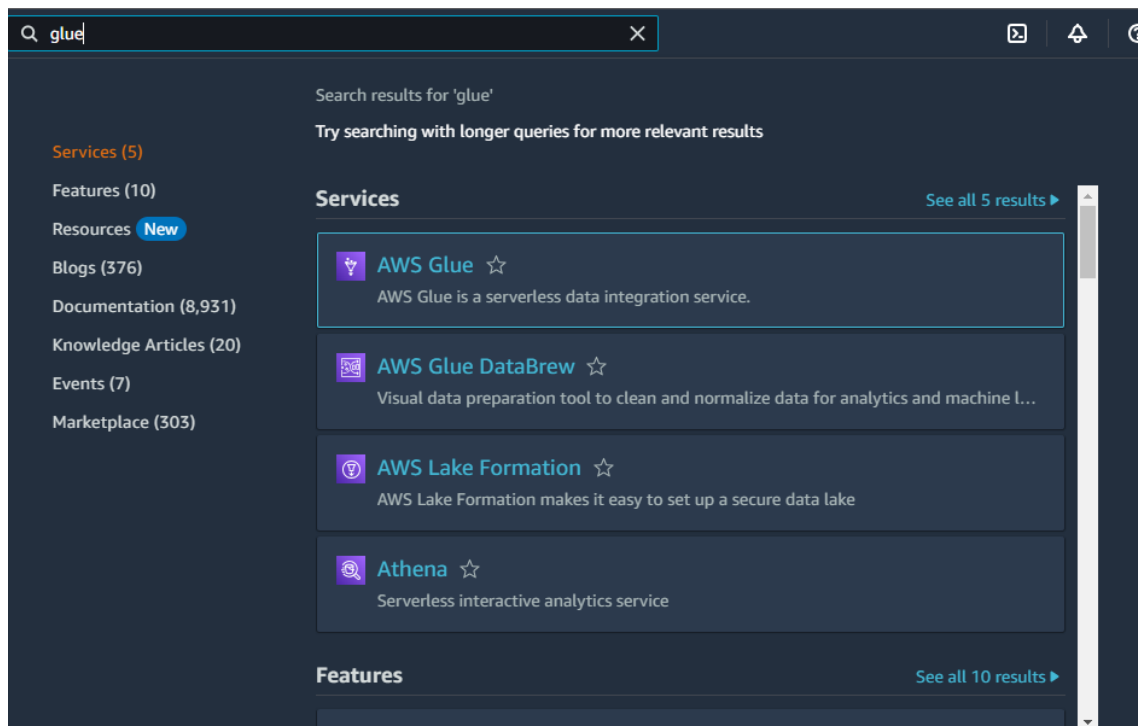 glue
Search results for 'glue'
Try searching with longer queries for more relevant results
Services (5)
Features (10)
Resources New
Blogs (376)
Documentation (8,931)
Knowledge Articles (20)
Events (7)
Marketplace (303)
Services
See all 5 results
AWS Glue
AWS Glue is a serverless data integration service.
AWS Glue DataBrew
Visual data preparation tool to clean and normalize data for analytics and machine l...
AWS Lake Formation
AWS Lake Formation makes it easy to set up a secure data lake
Athena
Serverless interactive analytics service
Features
See all 10 results